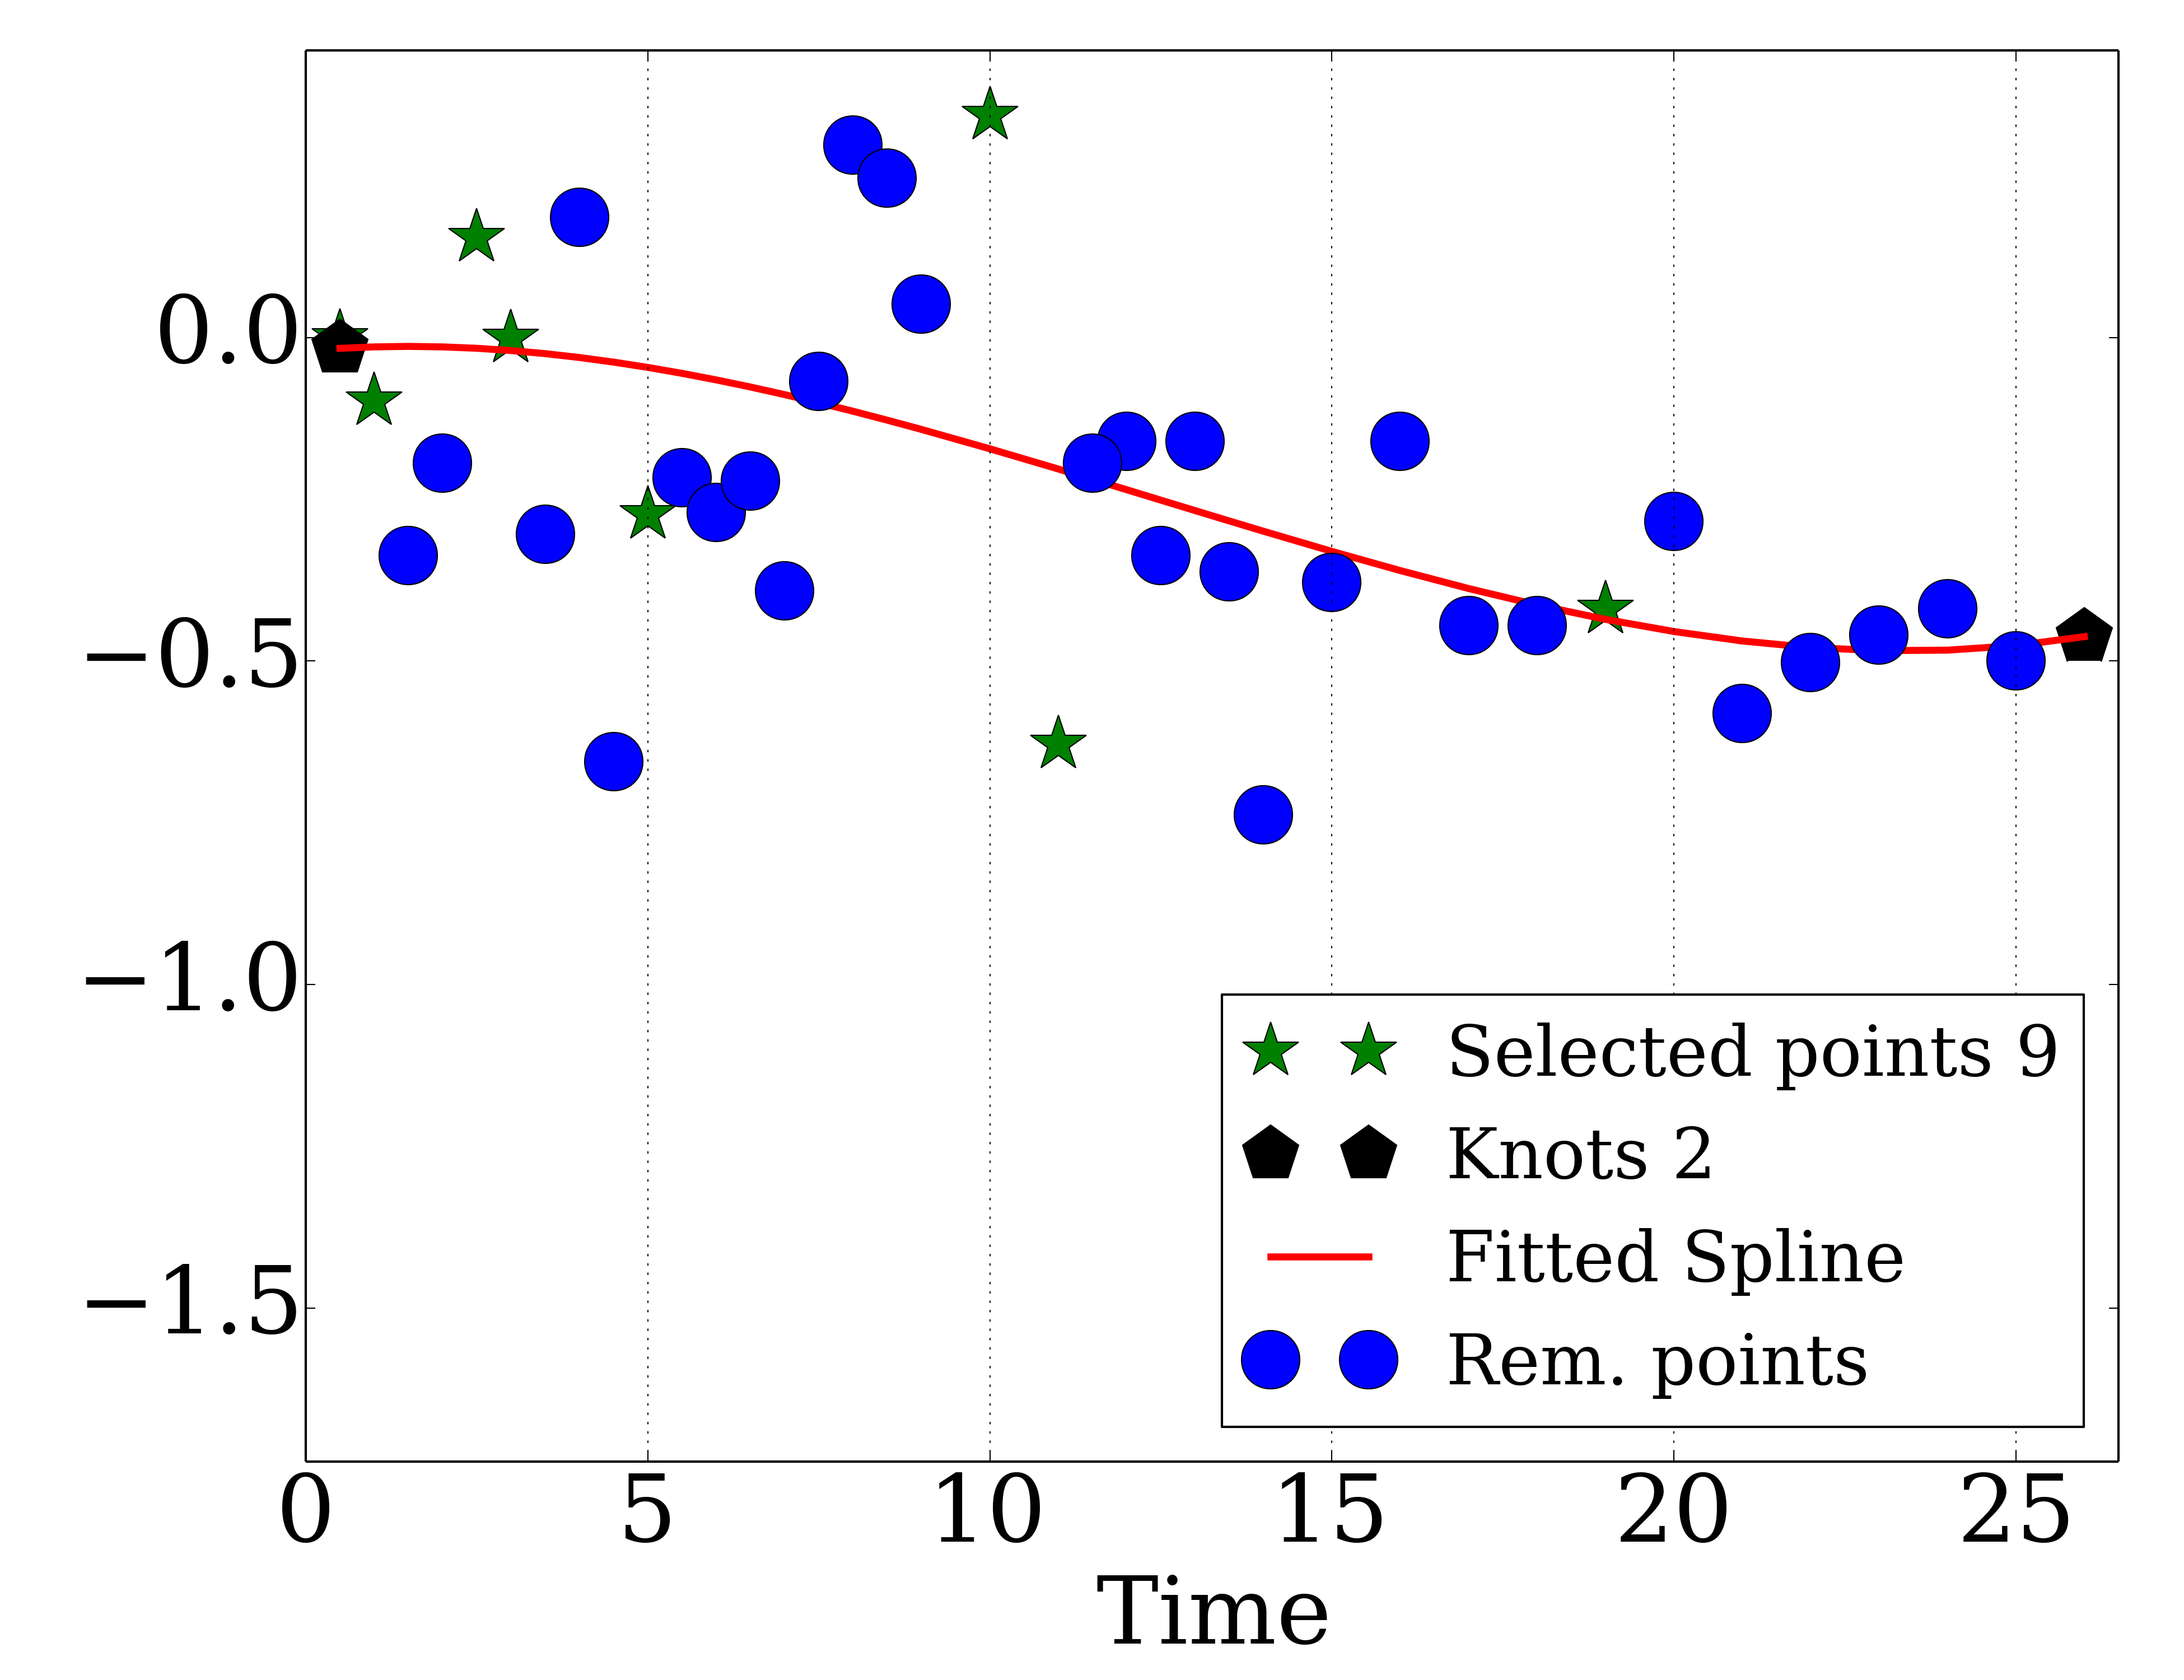 0.0
−0.5
−1.0
−1.5
Selected points 9
Knots 2
Fitted Spline
Rem. points
0 5 10 15 20 25
Time